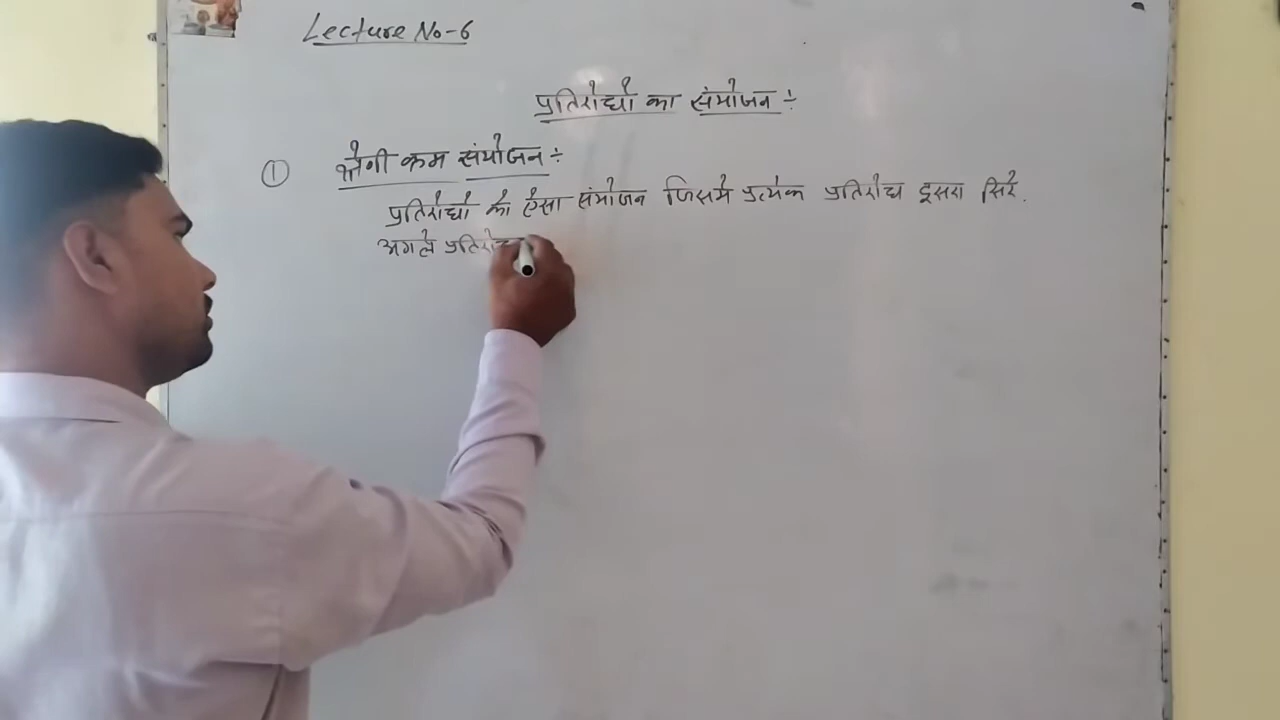 Lecture No-6
प्रतिरोधो का संयोजन ÷
① श्रेणी क्रम संयोजन ÷
प्रतिरोधो का ऐसा संयोजन जिसमे प्रत्येक प्रतिरोध दूसरा सिरे.
अगले